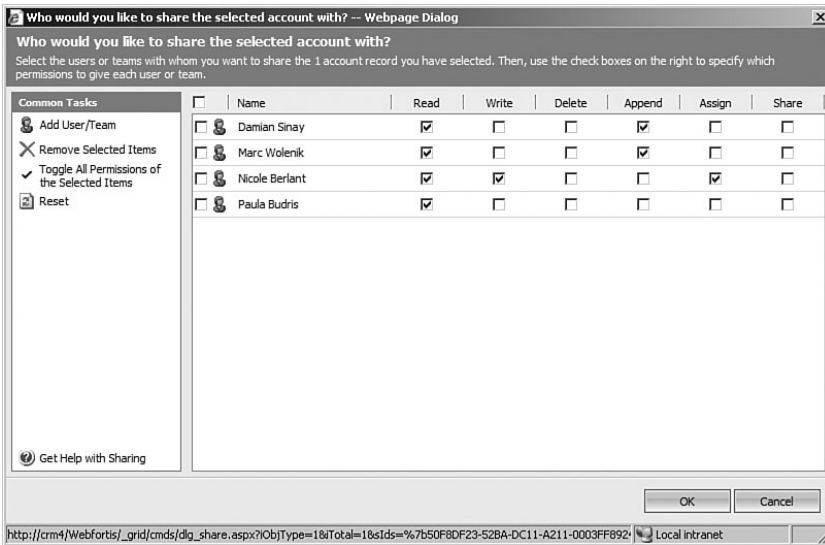 Who would you like to share the selected account with? -- Webpage Dialog
Who would you like to share the selected account with?
Select the users or teams with whom you want to share the 1 account record you have selected. Then, use the check boxes on the right to specify which
permissions to give each user or team.
Common Tasks
Add User/Team
Remove Selected Items
Toggle All Permissions of
the Selected Items
Reset
Get Help with Sharing
Name Read Write Delete Append Assign Share
Damian Sinay
Marc Wolenik
Nicole Berlant
Paula Budris
OK Cancel
http://crm4/Webfortis/_grid/cmds/dlg_share.aspx?iObjType=1&iTotal=1&sIds=%7b50F8DF23-52BA-DC11-A211-0003FF892 Local intranet